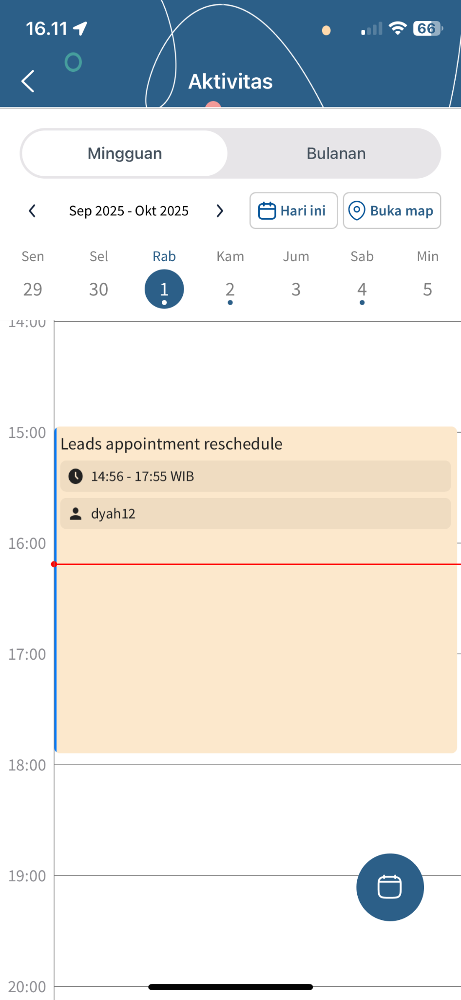 16.11
66
Aktivitas
Mingguan Bulanan
Sep 2025 - Okt 2025 Hari ini Buka map
Sen Sel Rab Kam Jum Sab Min
29 30 1 2 3 4 5
14:00
15:00
Leads appointment reschedule
14:56 - 17:55 WIB
dyah12
16:00
17:00
18:00
19:00
20:00